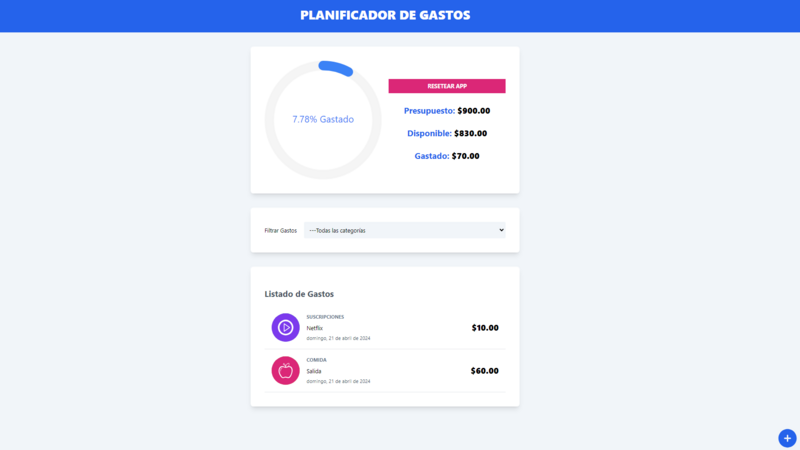 PLANIFICADOR DE GASTOS
7.78% Gastado
RESETEAR APP
Presupuesto: $900.00
Disponible: $830.00
Gastado: $70.00
Filtrar Gastos
---Todas las categorías
Listado de Gastos
SUSCRIPCIONES
Netflix
domingo, 21 de abril de 2024
$10.00
COMIDA
Salida
domingo, 21 de abril de 2024
$60.00